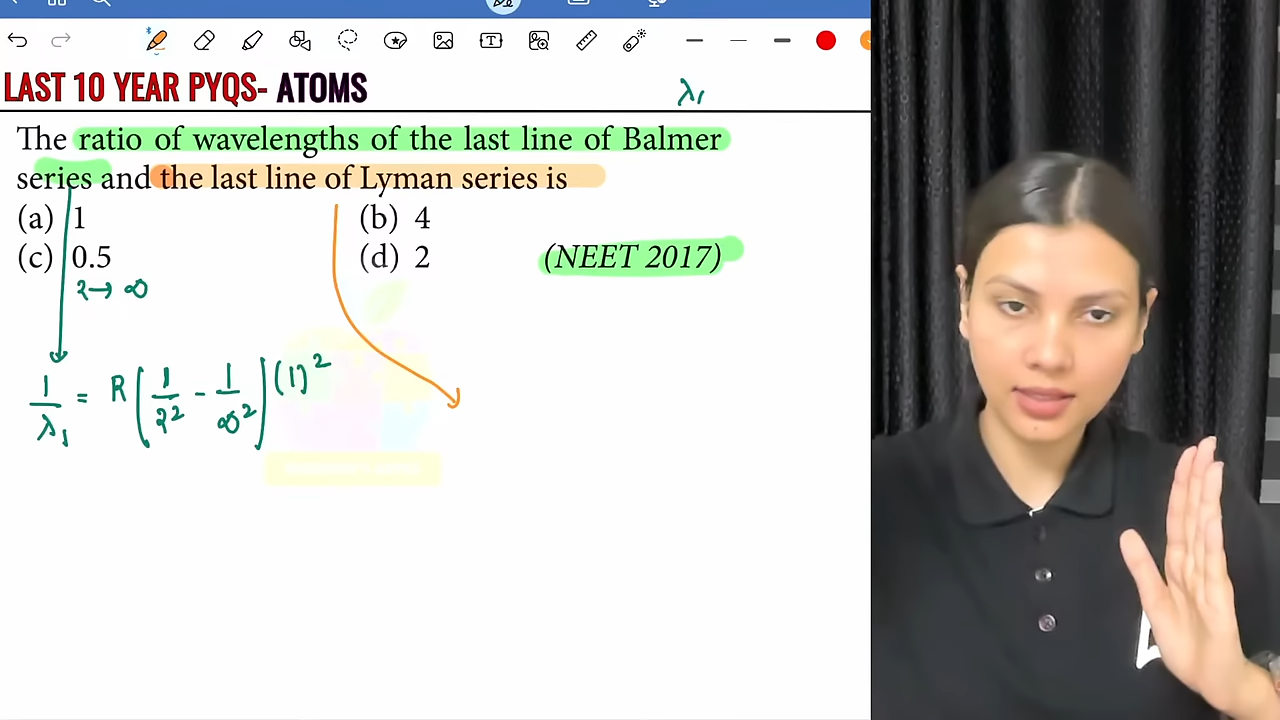 LAST 10 YEAR PYQS- ATOMS
λ₁
The ratio of wavelengths of the last line of Balmer
series and the last line of Lyman series is
(a) 1 (b) 4
(c) 0.5 (d) 2 (NEET 2017)
2→ ∞
1/λ₁ = R(1/2² - 1/∞²)(1)²